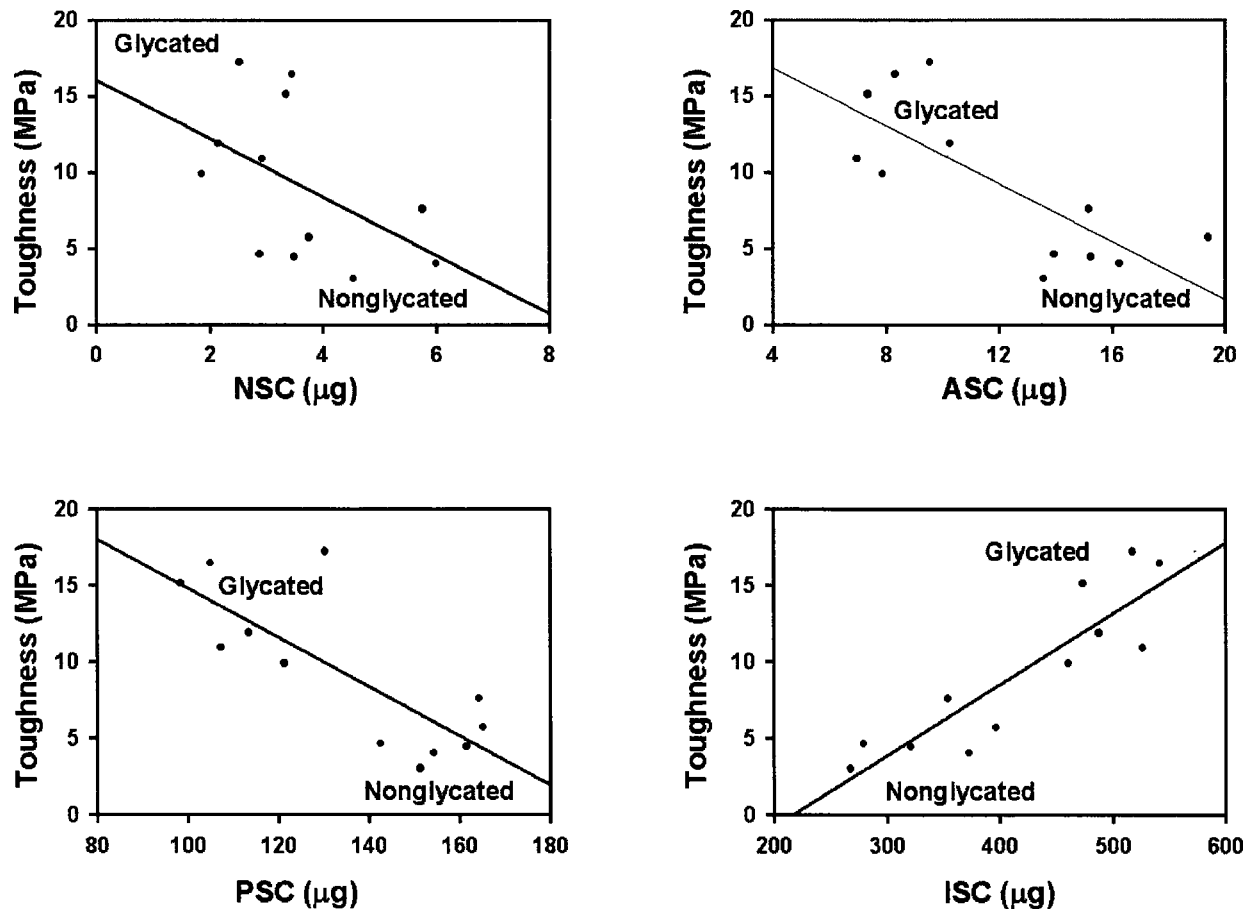 20
15
10
5
0
Toughness (MPa)
Glycated
Nonglycated
0 2 4 6 8
NSC (µg)
20
15
10
5
0
Toughness (MPa)
Glycated
Nonglycated
4 8 12 16 20
ASC (µg)
20
15
10
5
0
Toughness (MPa)
Glycated
Nonglycated
80 100 120 140 160 180
PSC (µg)
20
15
10
5
0
Toughness (MPa)
Glycated
Nonglycated
200 300 400 500 600
ISC (µg)